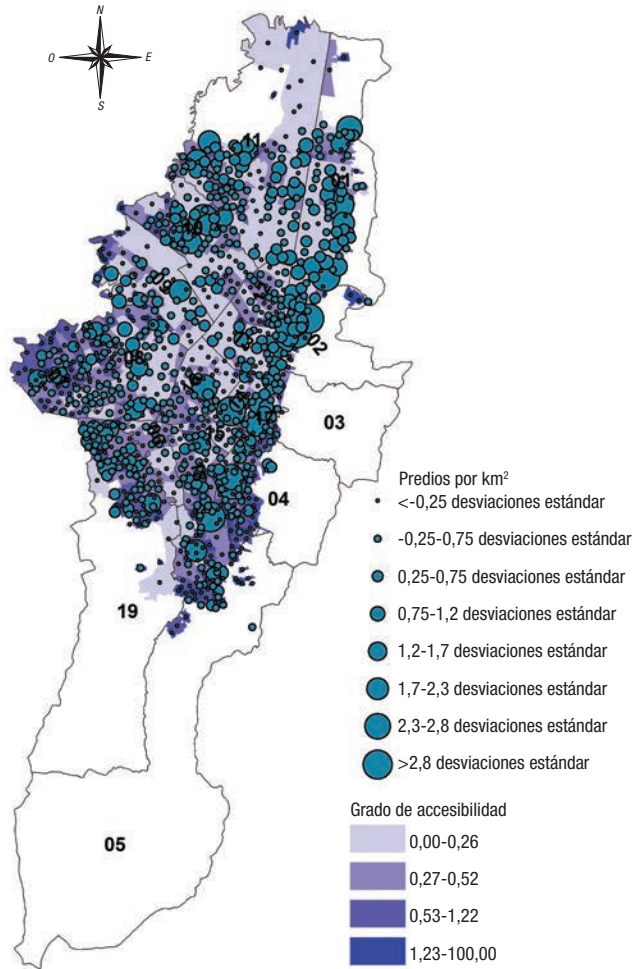 N
O
E
S
11
01
10
09
12
02
08
07
16
17
03
15
04
19
05
Predios por km²
<-0,25 desviaciones estándar
-0,25-0,75 desviaciones estándar
0,25-0,75 desviaciones estándar
0,75-1,2 desviaciones estándar
1,2-1,7 desviaciones estándar
1,7-2,3 desviaciones estándar
2,3-2,8 desviaciones estándar
>2,8 desviaciones estándar
Grado de accesibilidad
0,00-0,26
0,27-0,52
0,53-1,22
1,23-100,00